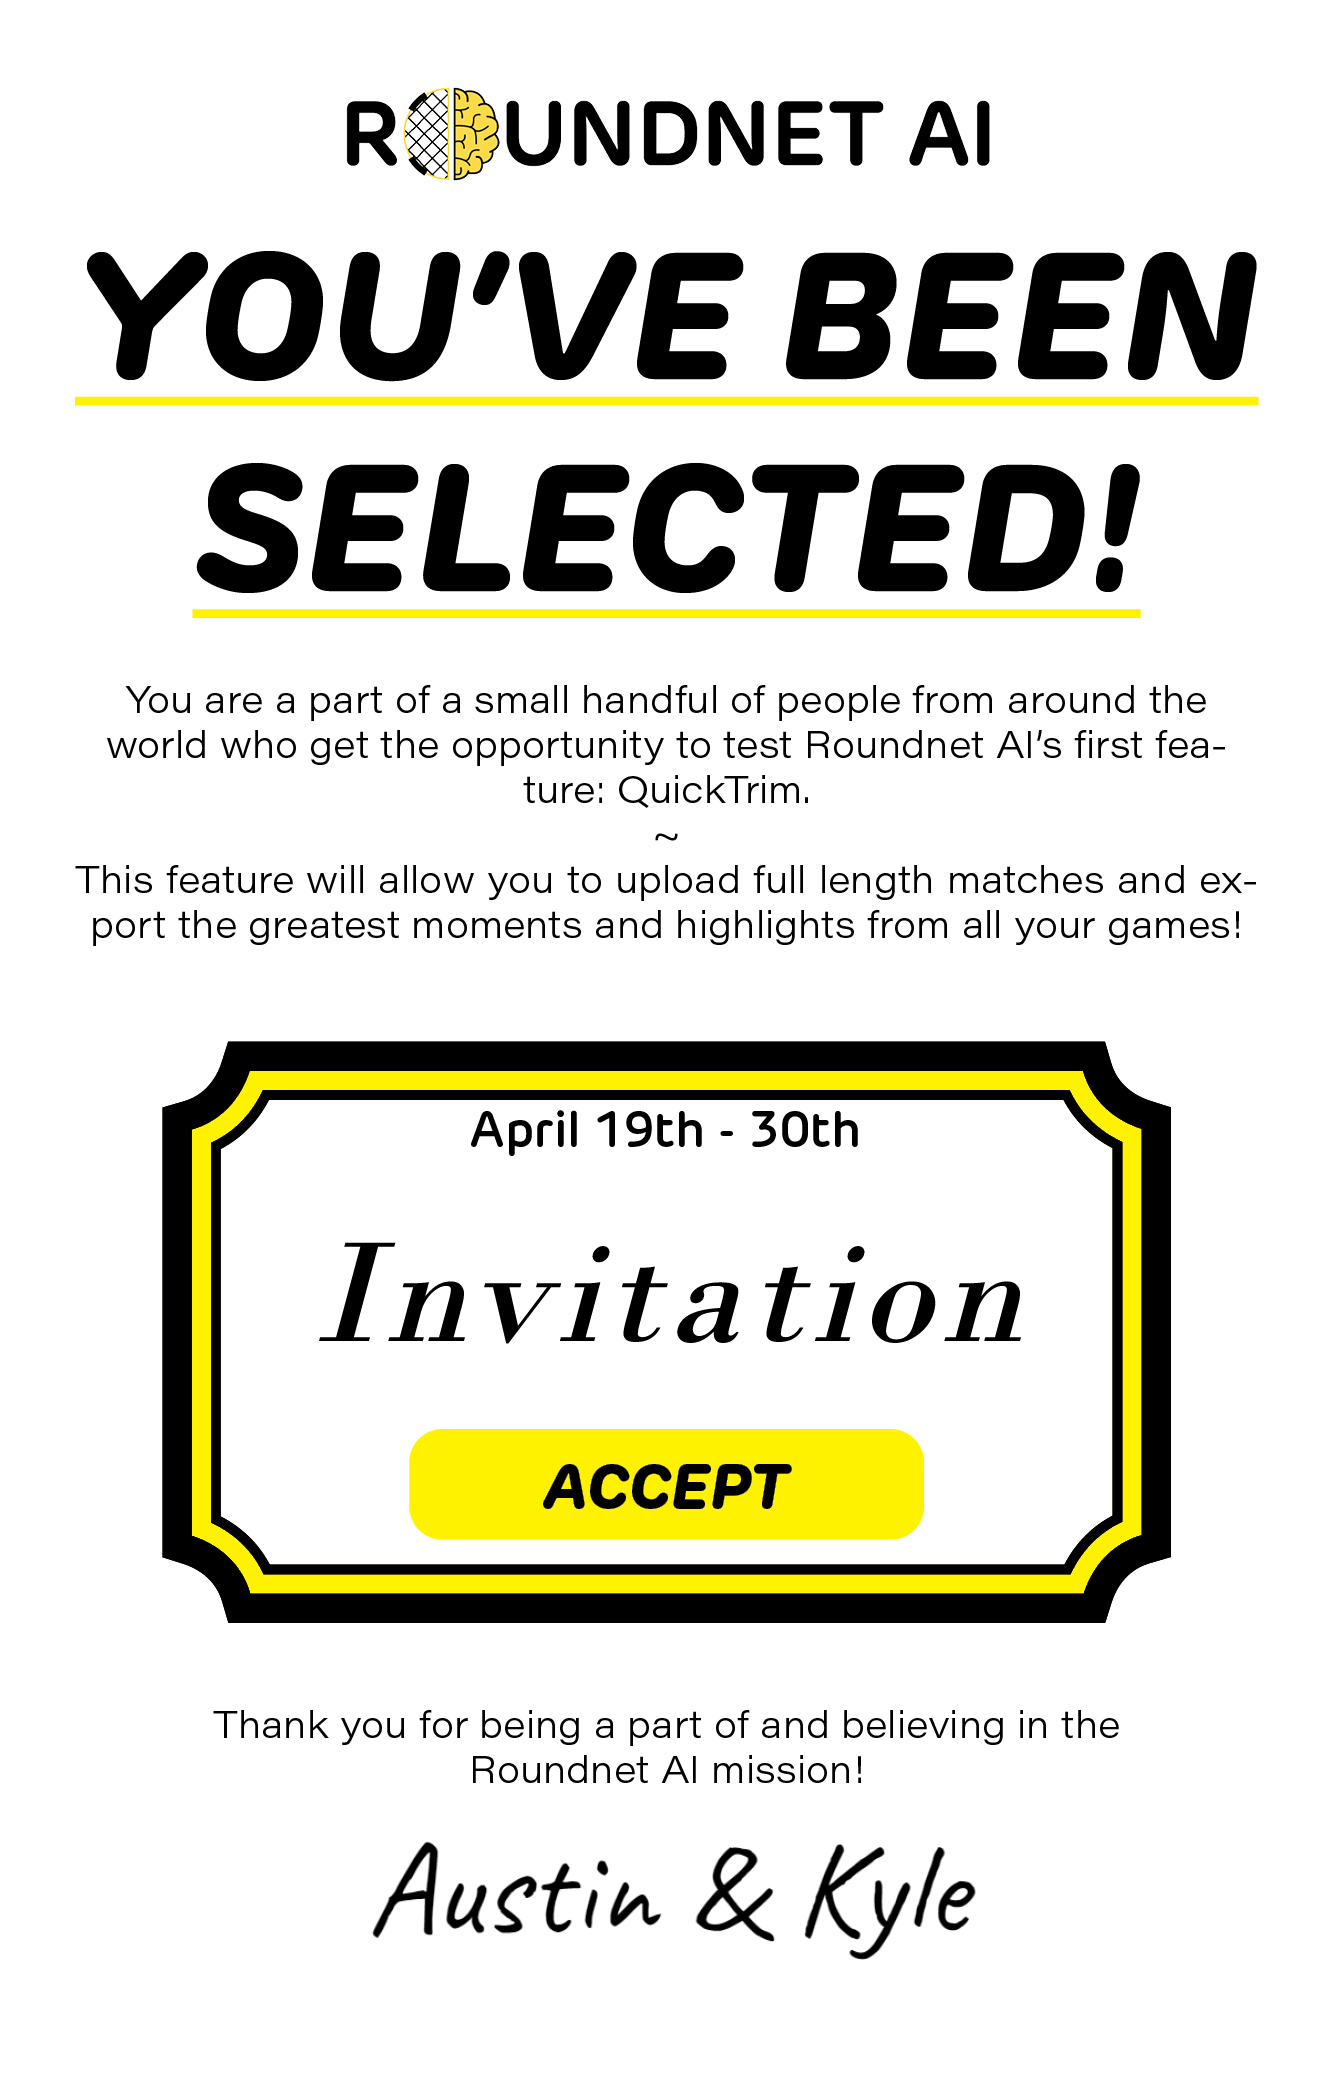 ROUNDNET AI
YOU'VE BEEN
SELECTED!
You are a part of a small handful of people from around the
world who get the opportunity to test Roundnet AI's first fea-
ture: QuickTrim.
~
This feature will allow you to upload full length matches and ex-
port the greatest moments and highlights from all your games!
April 19th - 30th
Invitation
ACCEPT
Thank you for being a part of and believing in the
Roundnet AI mission!
Austin & Kyle